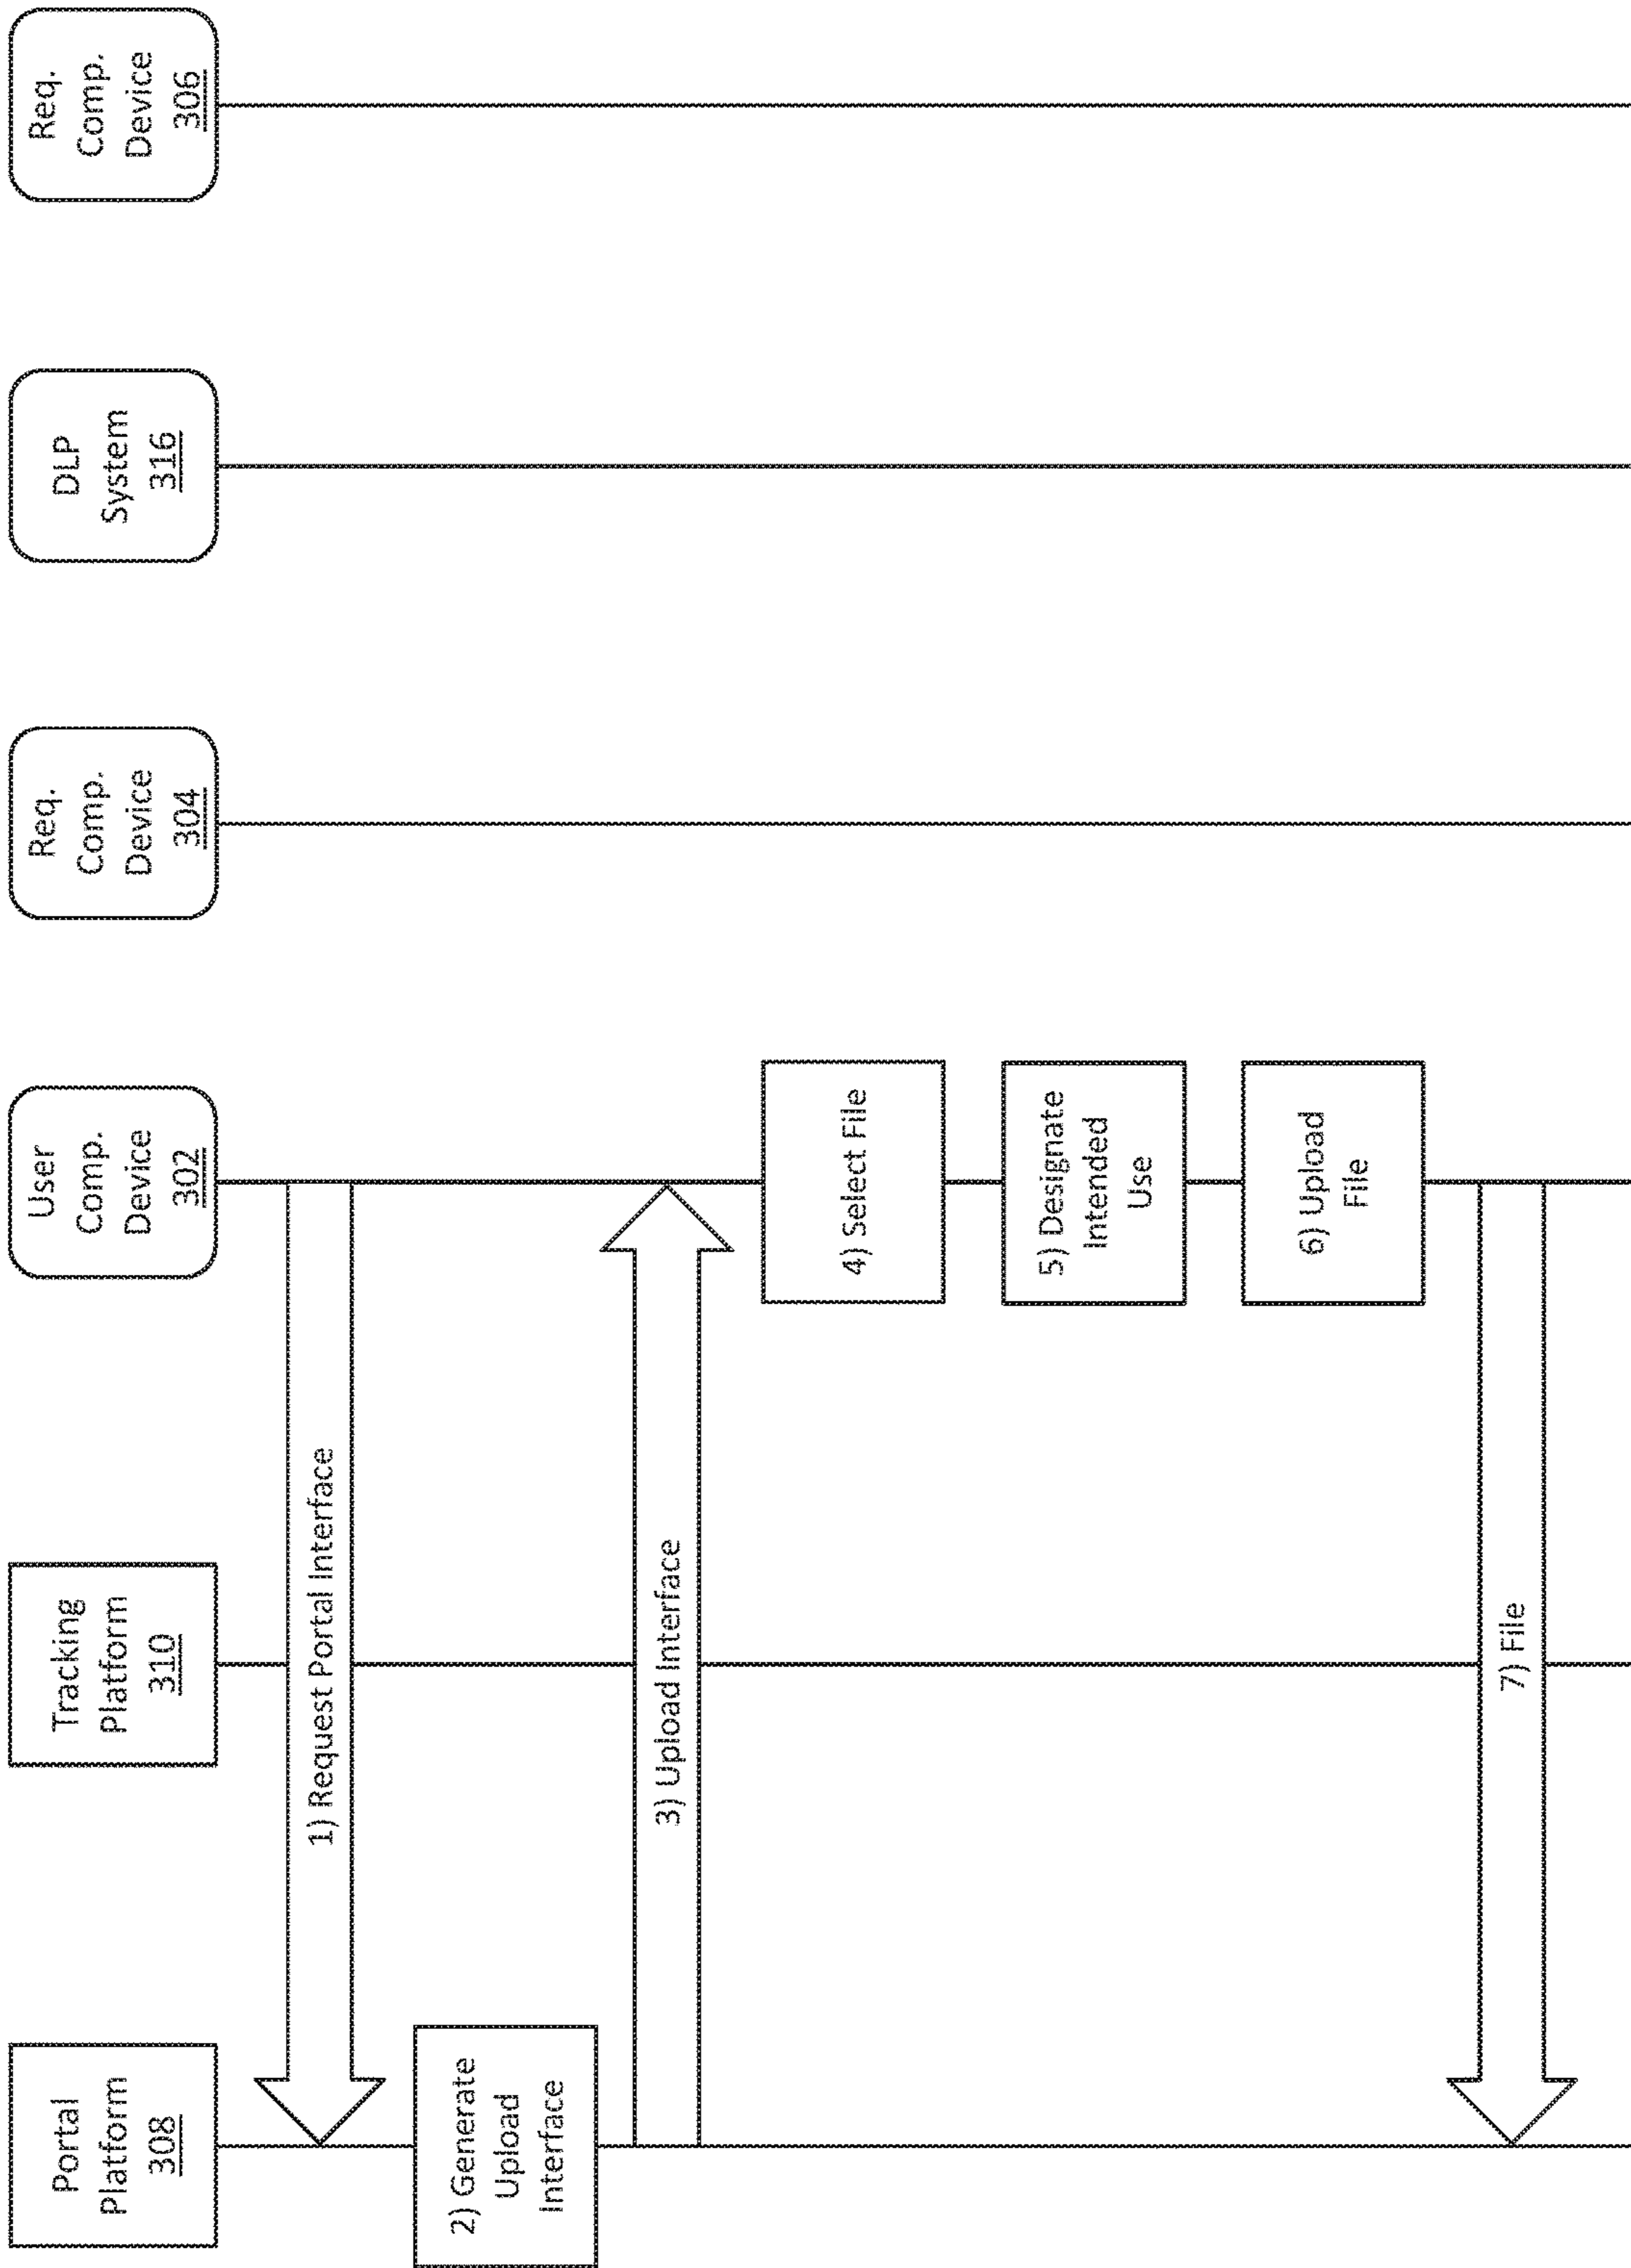 Portal
Platform
308
Tracking
Platform
310
User
Comp.
Device
302
Req.
Comp.
Device
304
DLP
System
316
Req.
Comp.
Device
306
1) Request Portal Interface
2) Generate
Upload
Interface
3) Upload Interface
4) Select File
5) Designate
Intended
Use
6) Upload
File
7) File